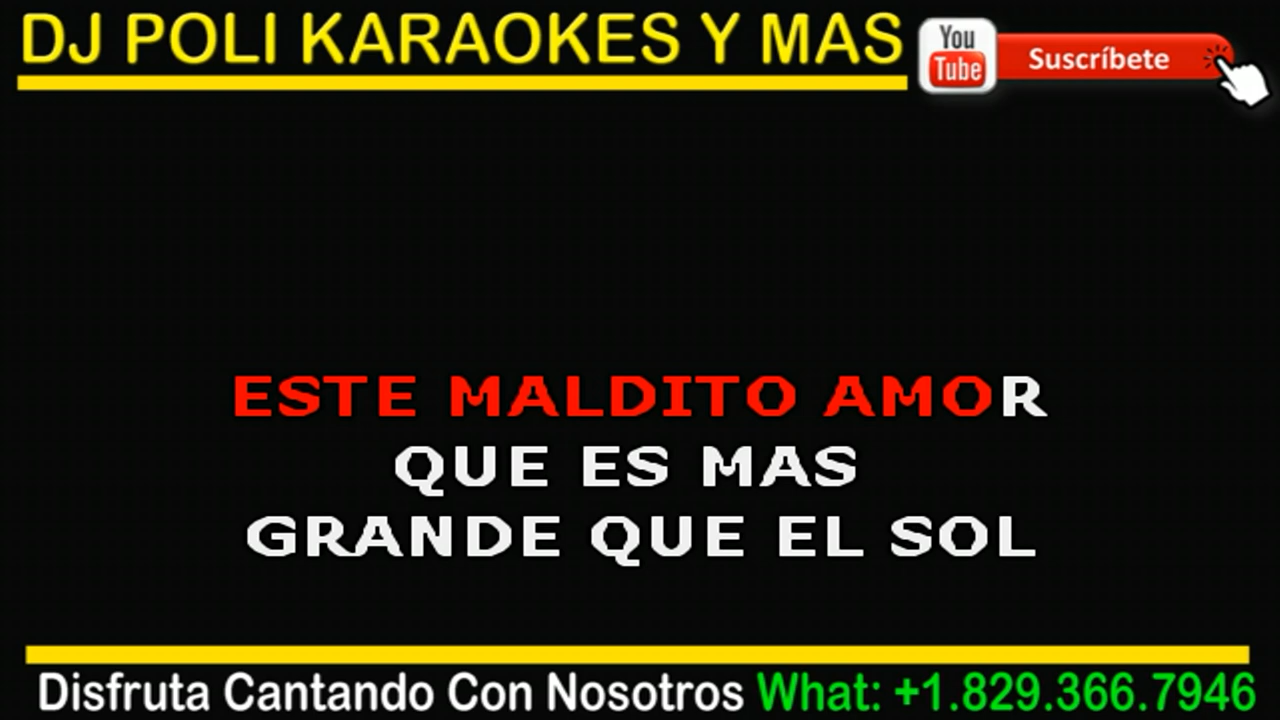 DJ POLI KARAOKES Y MAS
You
Tube
Suscríbete
ESTE MALDITO AMOR
QUE ES MAS
GRANDE QUE EL SOL
Disfruta Cantando Con Nosotros What: +1.829.366.7946